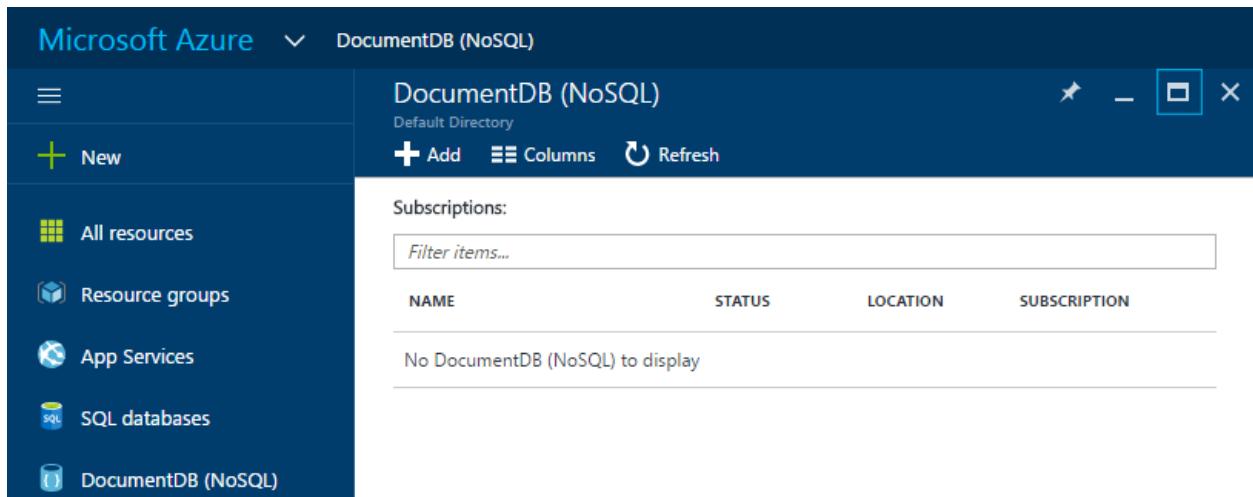 Microsoft Azure DocumentDB (NoSQL)
DocumentDB (NoSQL)
Default Directory
Add Columns Refresh
New
All resources
Resource groups
App Services
SQL databases
DocumentDB (NoSQL)
Subscriptions:
Filter items...
NAME STATUS LOCATION SUBSCRIPTION
No DocumentDB (NoSQL) to display
SQL